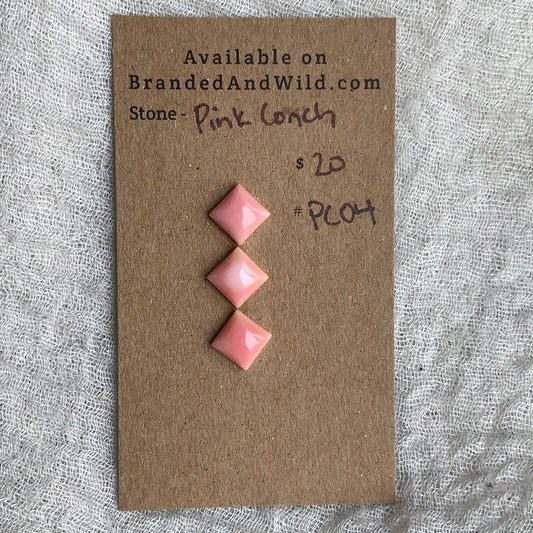 Available on
BrandedAndWild.com
Stone - Pink Conch
$ 20
# PC04